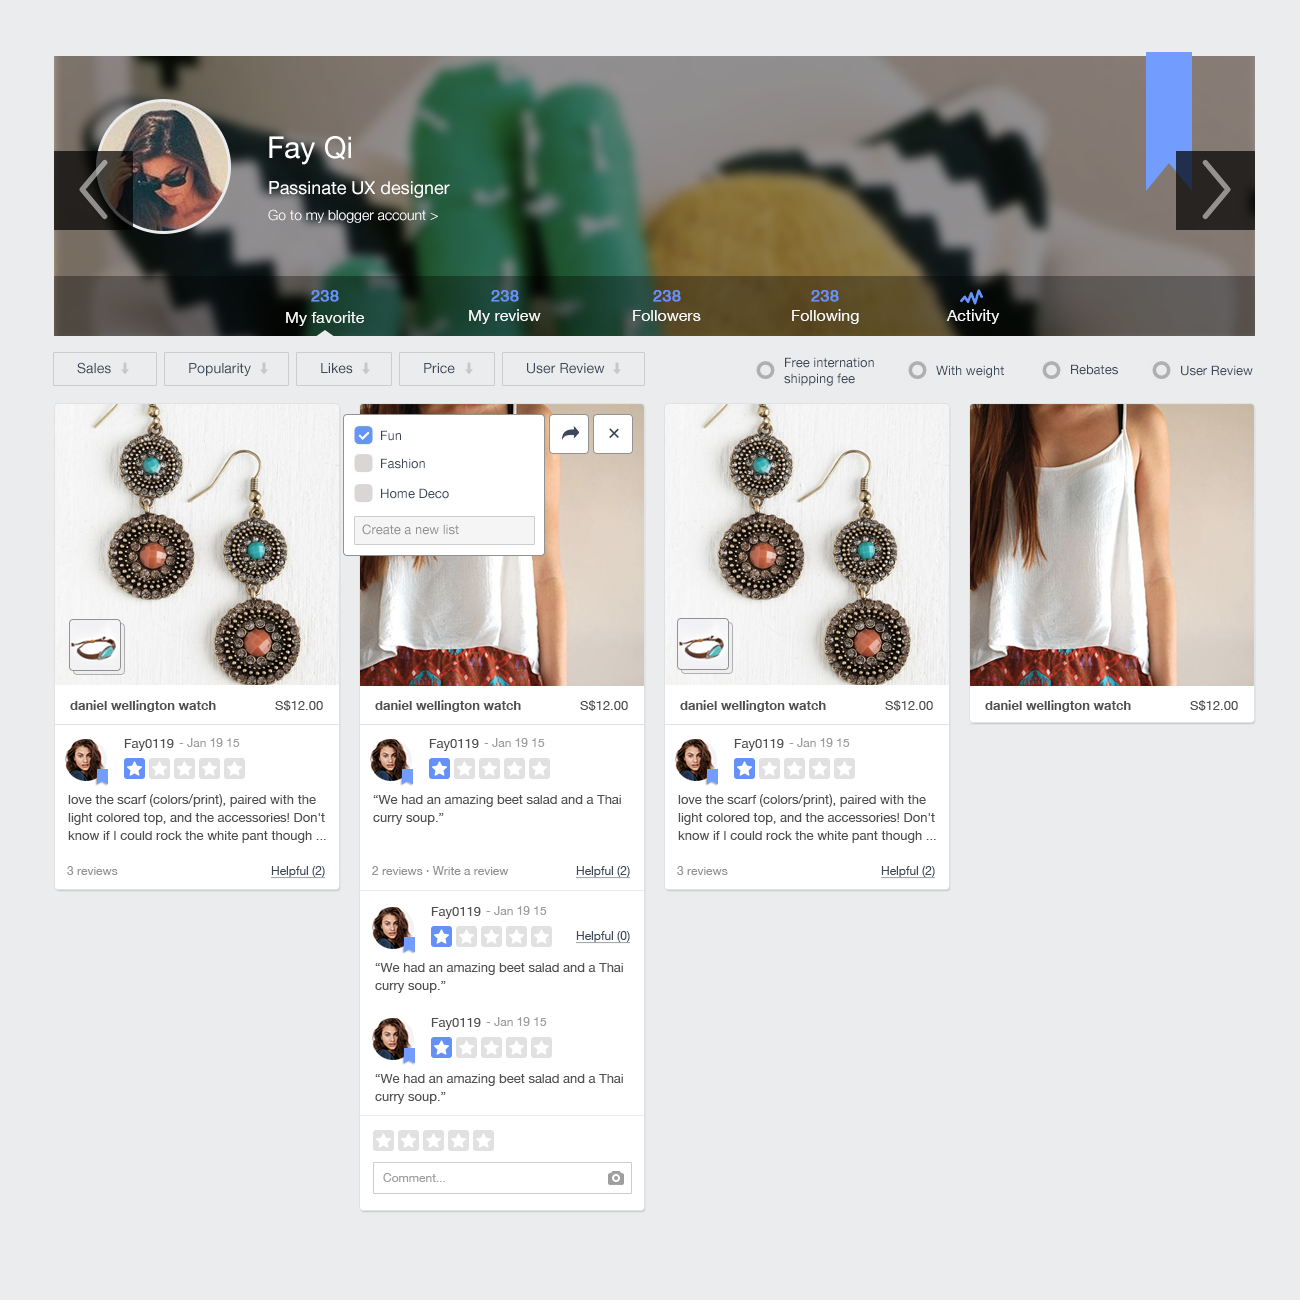 Fay Qi
Passinate UX designer
Go to my blogger account >
238
My favorite
238
My review
238
Followers
238
Following
Activity
Sales
Popularity
Likes
Price
User Review
Free internation
shipping fee
With weight
Rebates
User Review
Fun
Fashion
Home Deco
Create a new list
daniel wellington watch S$12.00
Fay0119 - Jan 19 15
love the scarf (colors/print), paired with the
light colored top, and the accessories! Don't
know if I could rock the white pant though ...
3 reviews Helpful (2)
daniel wellington watch S$12.00
Fay0119 - Jan 19 15
“We had an amazing beet salad and a Thai
curry soup.”
2 reviews · Write a review Helpful (2)
Fay0119 - Jan 19 15
Helpful (0)
“We had an amazing beet salad and a Thai
curry soup.”
Fay0119 - Jan 19 15
“We had an amazing beet salad and a Thai
curry soup.”
Comment...
daniel wellington watch S$12.00
Fay0119 - Jan 19 15
love the scarf (colors/print), paired with the
light colored top, and the accessories! Don't
know if I could rock the white pant though ...
3 reviews Helpful (2)
daniel wellington watch S$12.00